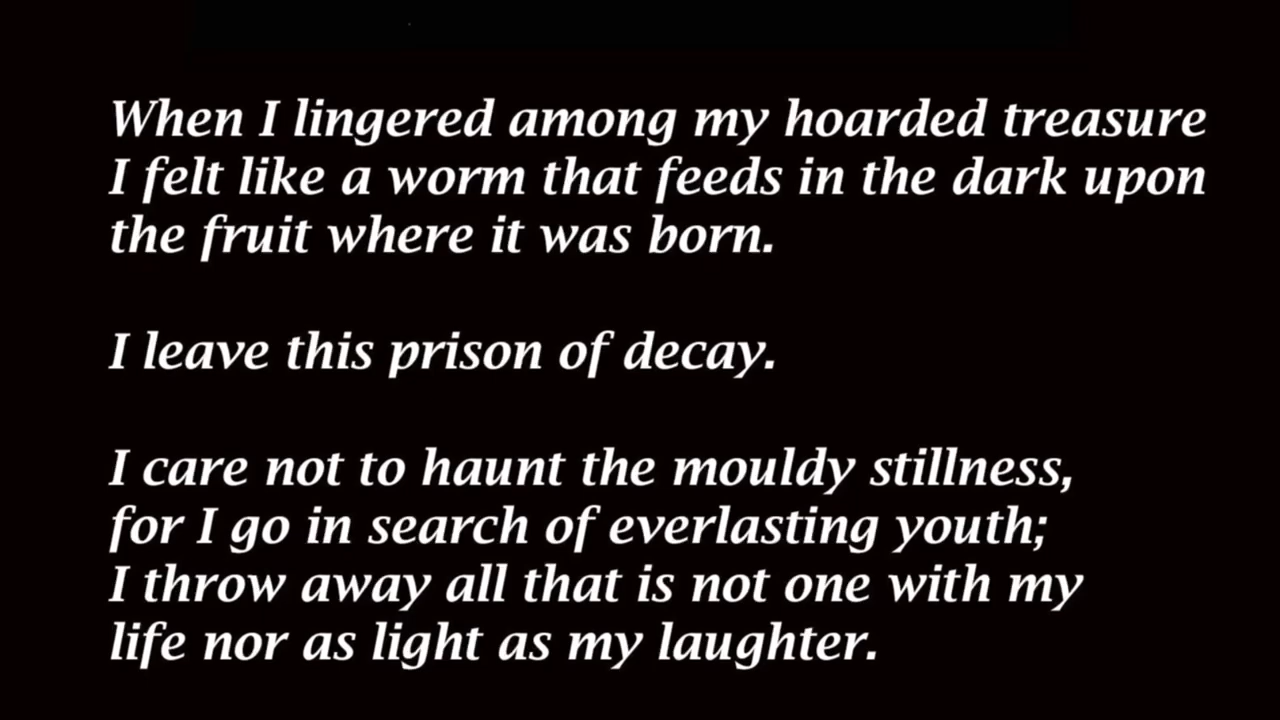 When I lingered among my hoarded treasure
I felt like a worm that feeds in the dark upon
the fruit where it was born.
I leave this prison of decay.
I care not to haunt the mouldy stillness,
for I go in search of everlasting youth;
I throw away all that is not one with my
life nor as light as my laughter.